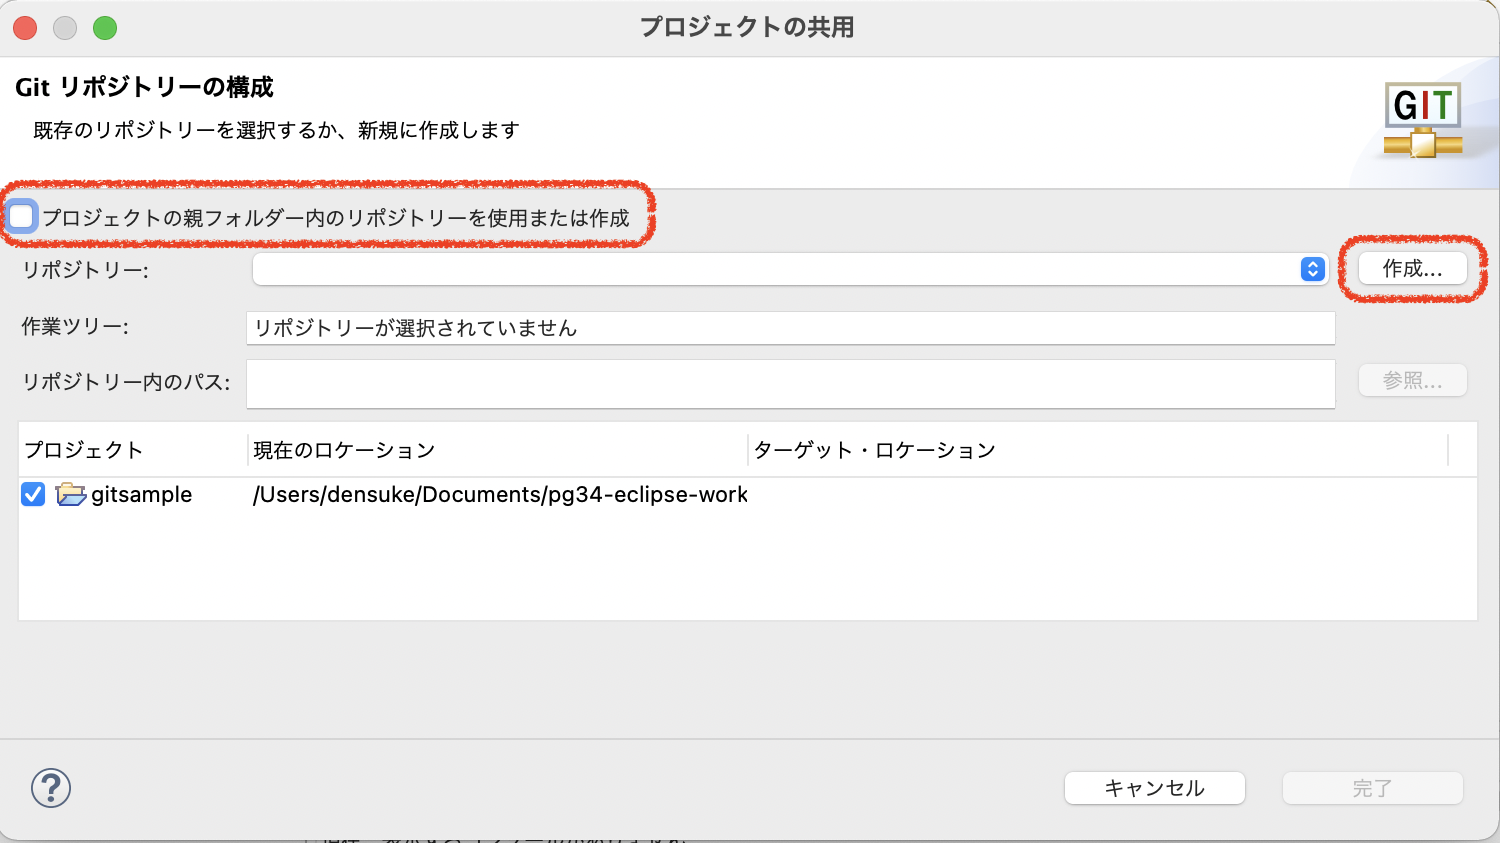 プロジェクトの共用
Git リポジトリーの構成
既存のリポジトリーを選択するか、新規に作成します
GIT
プロジェクトの親フォルダー内のリポジトリーを使用または作成
リポジトリー:
作成...
作業ツリー:
リポジトリーが選択されていません
リポジトリー内のパス:
参照...
プロジェクト 現在のロケーション ターゲット・ロケーション
gitsample /Users/densuke/Documents/pg34-eclipse-work
?
キャンセル 完了